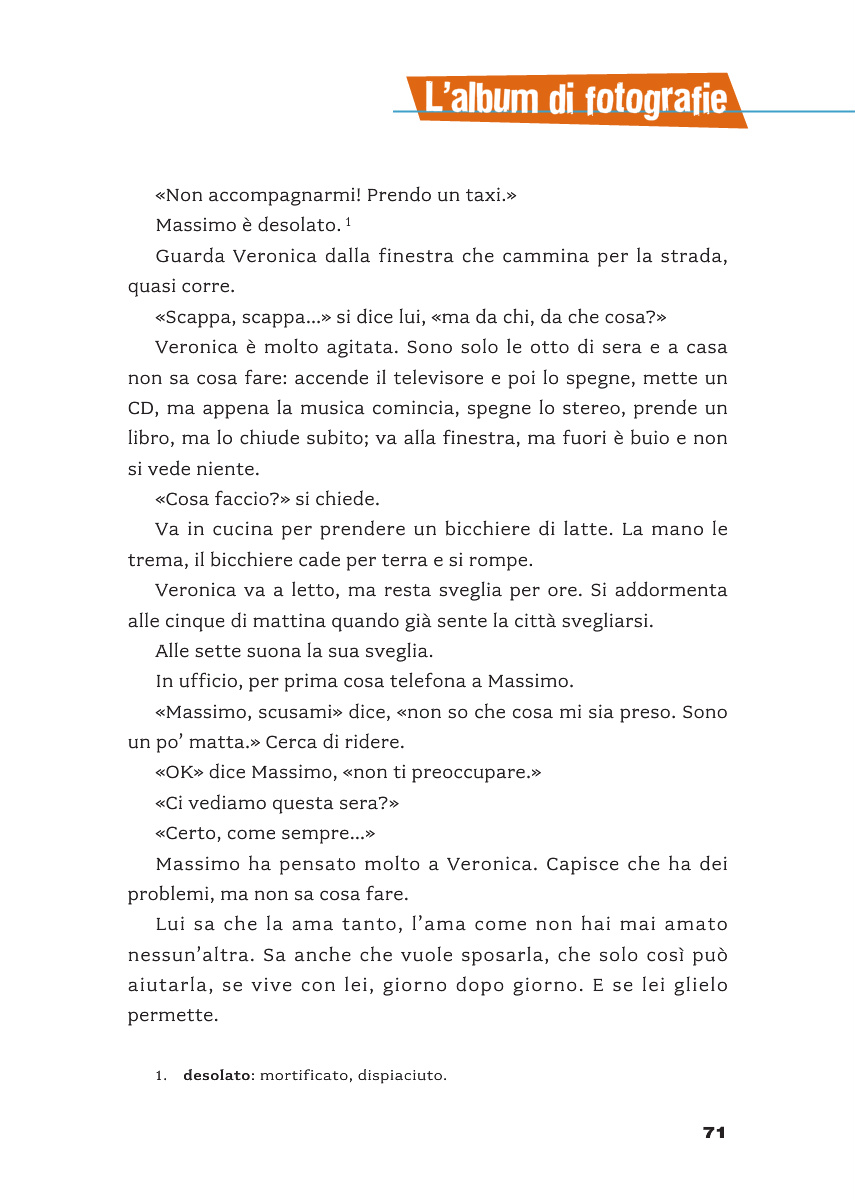 L'album di fotografie
«Non accompagnarmi! Prendo un taxi.»
Massimo è desolato. 1
Guarda Veronica dalla finestra che cammina per la strada,
quasi corre.
«Scappa, scappa...» si dice lui, «ma da chi, da che cosa?»
Veronica è molto agitata. Sono solo le otto di sera e a casa
non sa cosa fare: accende il televisore e poi lo spegne, mette un
CD, ma appena la musica comincia, spegne lo stereo, prende un
libro, ma lo chiude subito; va alla finestra, ma fuori è buio e non
si vede niente.
«Cosa faccio?» si chiede.
Va in cucina per prendere un bicchiere di latte. La mano le
trema, il bicchiere cade per terra e si rompe.
Veronica va a letto, ma resta sveglia per ore. Si addormenta
alle cinque di mattina quando già sente la città svegliarsi.
Alle sette suona la sua sveglia.
In ufficio, per prima cosa telefona a Massimo.
«Massimo, scusami» dice, «non so che cosa mi sia preso. Sono
un po' matta.» Cerca di ridere.
«OK» dice Massimo, «non ti preoccupare.»
«Ci vediamo questa sera?»
«Certo, come sempre...»
Massimo ha pensato molto a Veronica. Capisce che ha dei
problemi, ma non sa cosa fare.
Lui sa che la ama tanto, l'ama come non hai mai amato
nessun'altra. Sa anche che vuole sposarla, che solo così può
aiutarla, se vive con lei, giorno dopo giorno. E se lei glielo
permette.
1. desolato: mortificato, dispiaciuto.
71